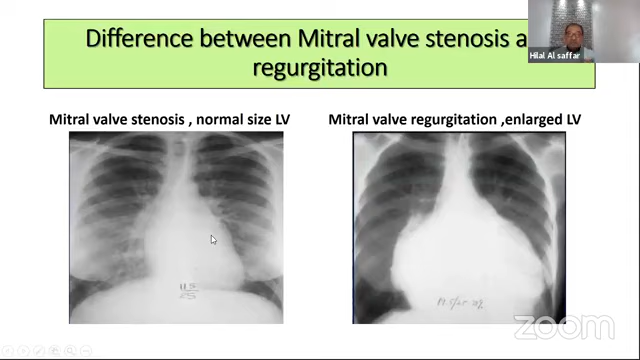 Difference between Mitral valve stenosis a
regurgitation
Hilal Al saffar
Mitral valve stenosis , normal size LV
Mitral valve regurgitation ,enlarged LV
zoom